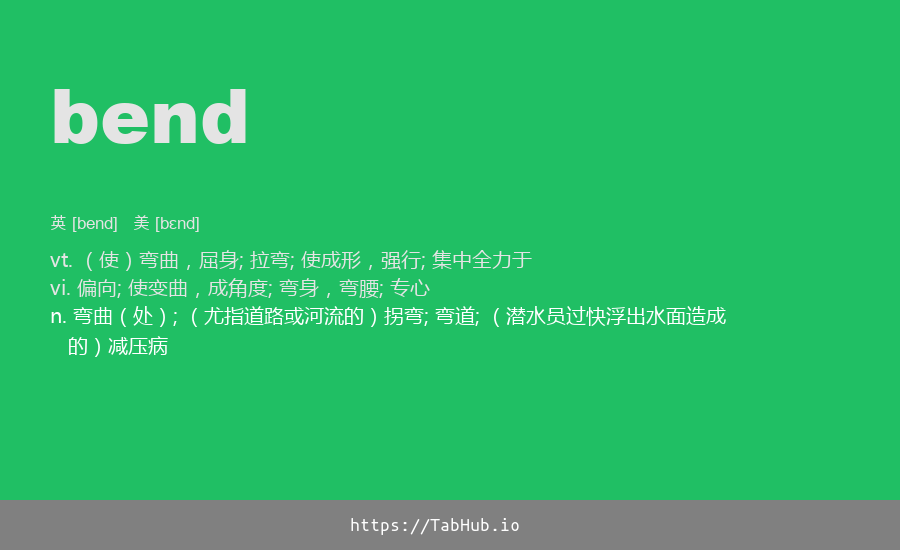 bend
英 [bend] 美 [bɛnd]
vt. （使）弯曲，屈身; 拉弯; 使成形，强行; 集中全力于
vi. 偏向; 使变曲，成角度; 弯身，弯腰; 专心
n. 弯曲（处）; （尤指道路或河流的）拐弯; 弯道; （潜水员过快浮出水面造成
的）减压病
https://TabHub.io